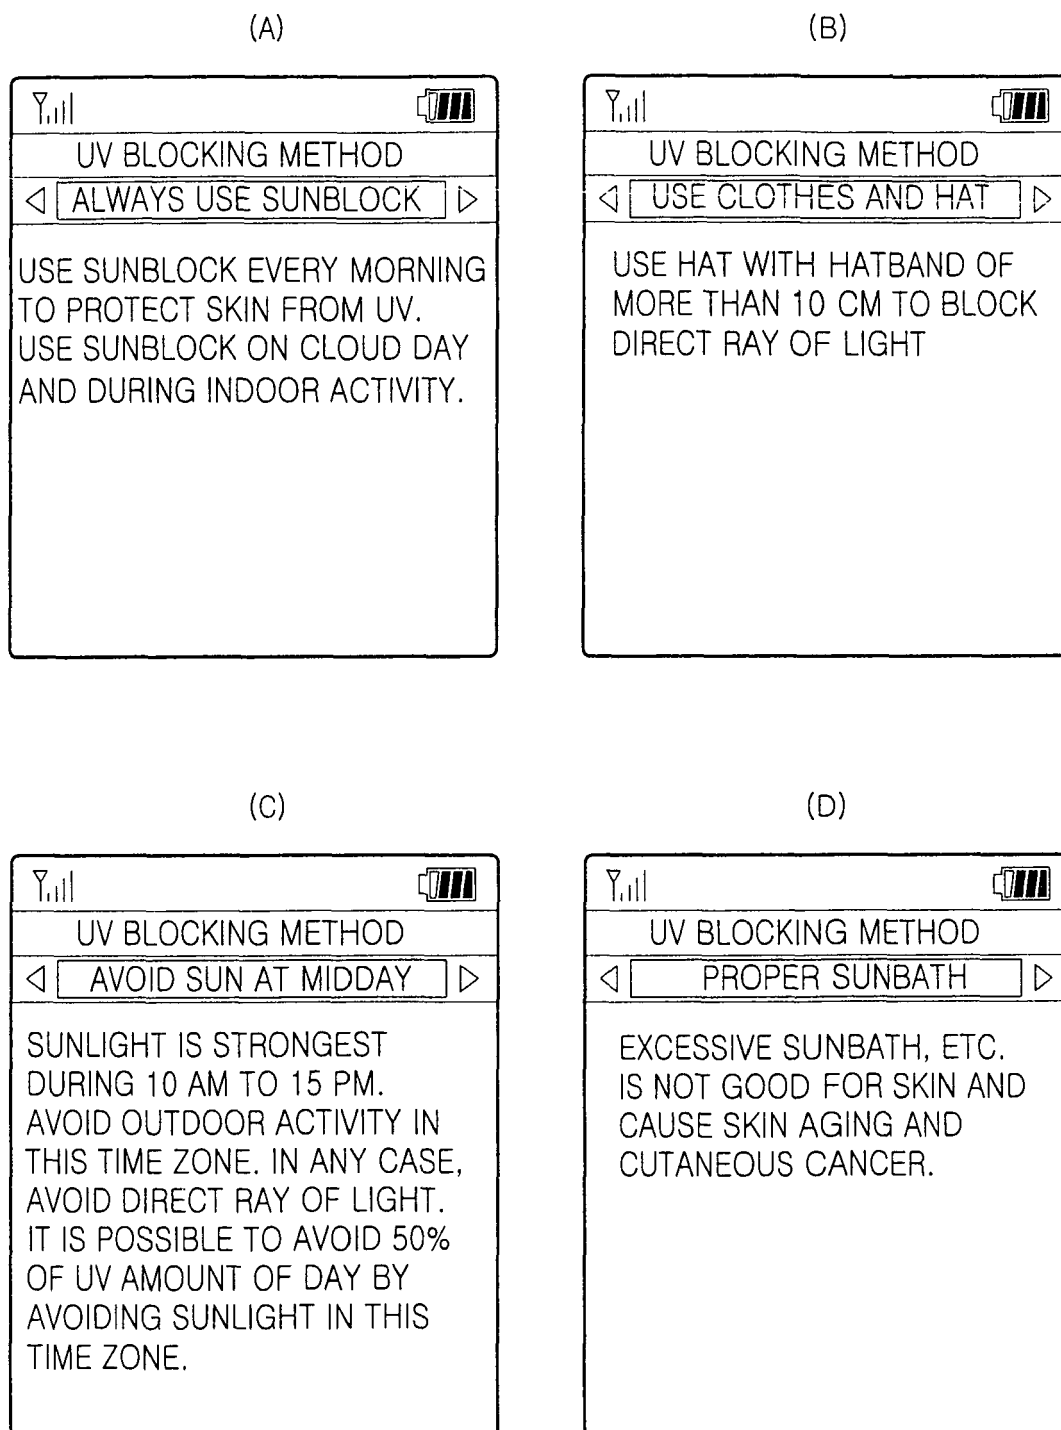 (A)
UV BLOCKING METHOD
ALWAYS USE SUNBLOCK
USE SUNBLOCK EVERY MORNING
TO PROTECT SKIN FROM UV.
USE SUNBLOCK ON CLOUD DAY
AND DURING INDOOR ACTIVITY.
(B)
UV BLOCKING METHOD
USE CLOTHES AND HAT
USE HAT WITH HATBAND OF
MORE THAN 10 CM TO BLOCK
DIRECT RAY OF LIGHT
(C)
UV BLOCKING METHOD
AVOID SUN AT MIDDAY
SUNLIGHT IS STRONGEST
DURING 10 AM TO 15 PM.
AVOID OUTDOOR ACTIVITY IN
THIS TIME ZONE. IN ANY CASE,
AVOID DIRECT RAY OF LIGHT.
IT IS POSSIBLE TO AVOID 50%
OF UV AMOUNT OF DAY BY
AVOIDING SUNLIGHT IN THIS
TIME ZONE.
(D)
UV BLOCKING METHOD
PROPER SUNBATH
EXCESSIVE SUNBATH, ETC.
IS NOT GOOD FOR SKIN AND
CAUSE SKIN AGING AND
CUTANEOUS CANCER.